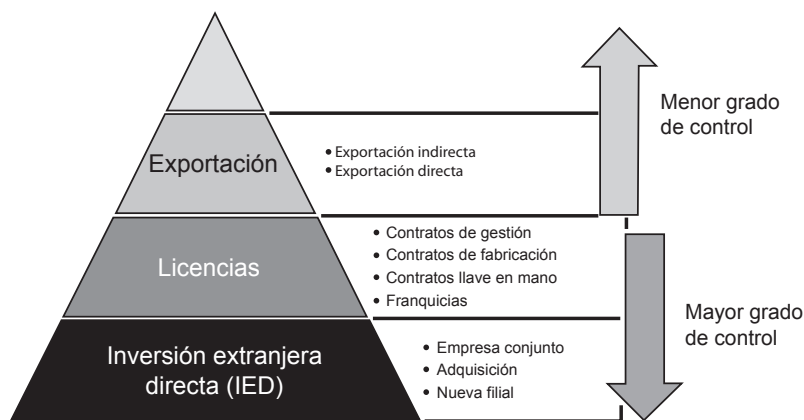 Menor grado
de control
Exportación
• Exportación indirecta
• Exportación directa
Licencias
• Contratos de gestión
• Contratos de fabricación
• Contratos llave en mano
• Franquicias
Mayor grado
de control
Inversión extranjera
directa (IED)
• Empresa conjunto
• Adquisición
• Nueva filial